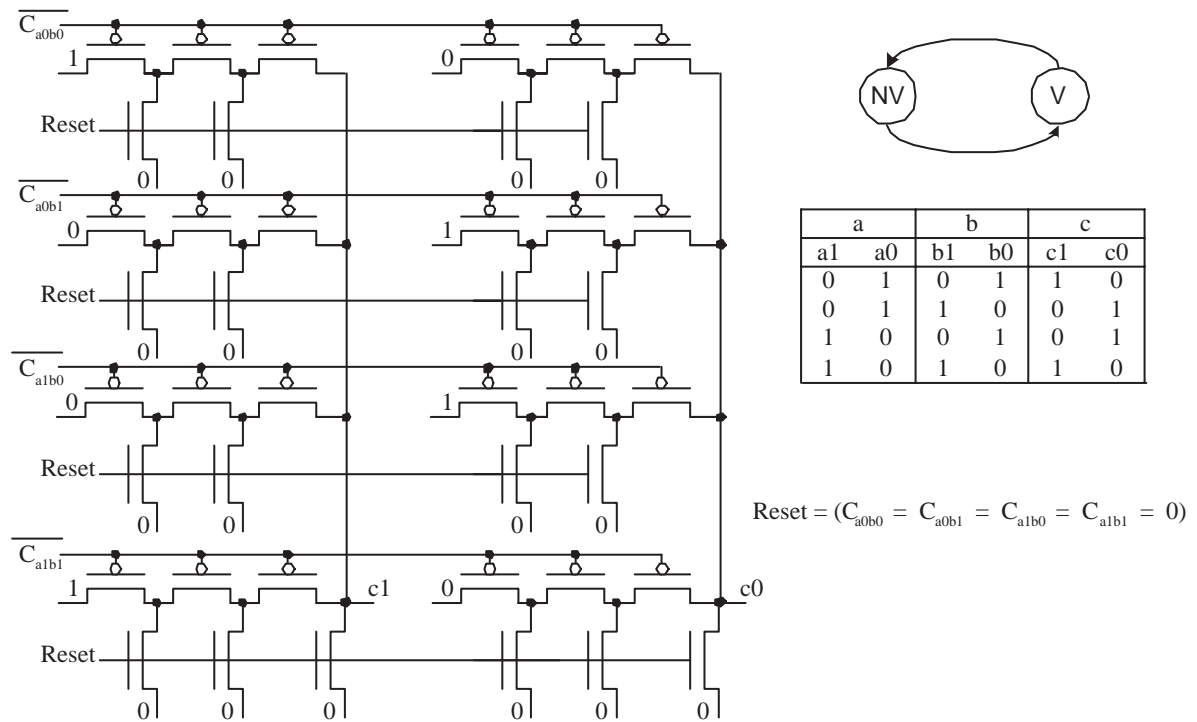 C̅a0b0
1 0
Reset
0 0 0 0
C̅a0b1
0 1
Reset
0 0 0 0
C̅a1b0
0 1
Reset
0 0 0 0
C̅a1b1
1 c1 0 c0
Reset
0 0 0 0 0 0
NV V
a b c
a1 a0 b1 b0 c1 c0
0 1 0 1 1 0
0 1 1 0 0 1
1 0 0 1 0 1
1 0 1 0 1 0
Reset = (Ca0b0 = Ca0b1 = Ca1b0 = Ca1b1 = 0)